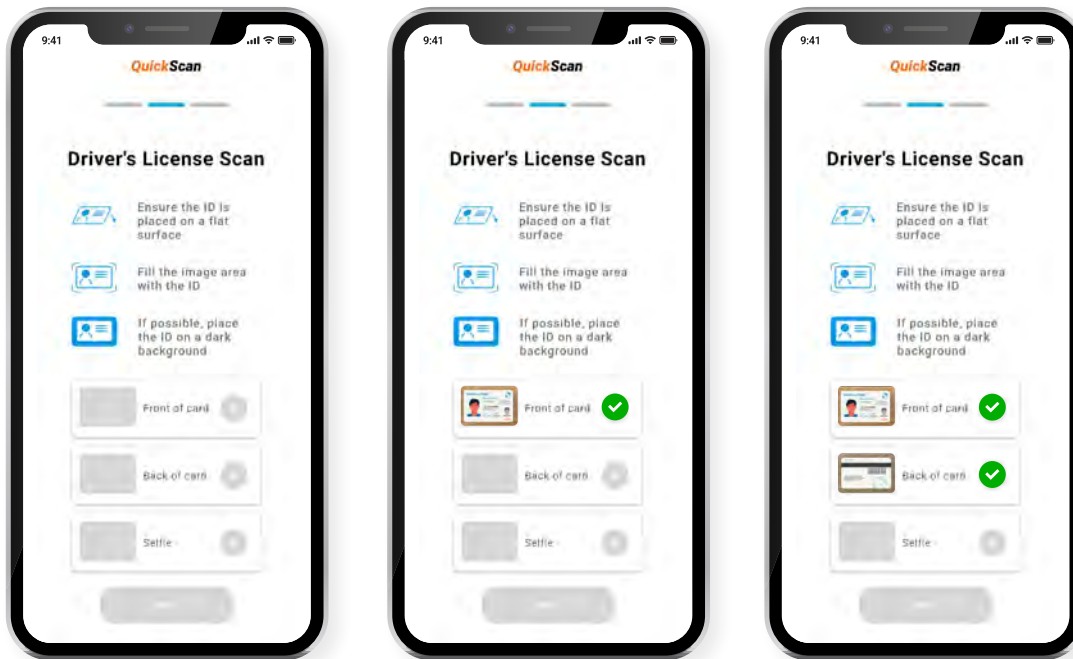 9:41
QuickScan
Driver's License Scan
Ensure the ID is
placed on a flat
surface
Fill the image area
with the ID
If possible, place
the ID on a dark
background
Front of card
Back of card
Selfie
9:41
QuickScan
Driver's License Scan
Ensure the ID is
placed on a flat
surface
Fill the image area
with the ID
If possible, place
the ID on a dark
background
Front of card
Back of card
Selfie
9:41
QuickScan
Driver's License Scan
Ensure the ID is
placed on a flat
surface
Fill the image area
with the ID
If possible, place
the ID on a dark
background
Front of card
Back of card
Selfie